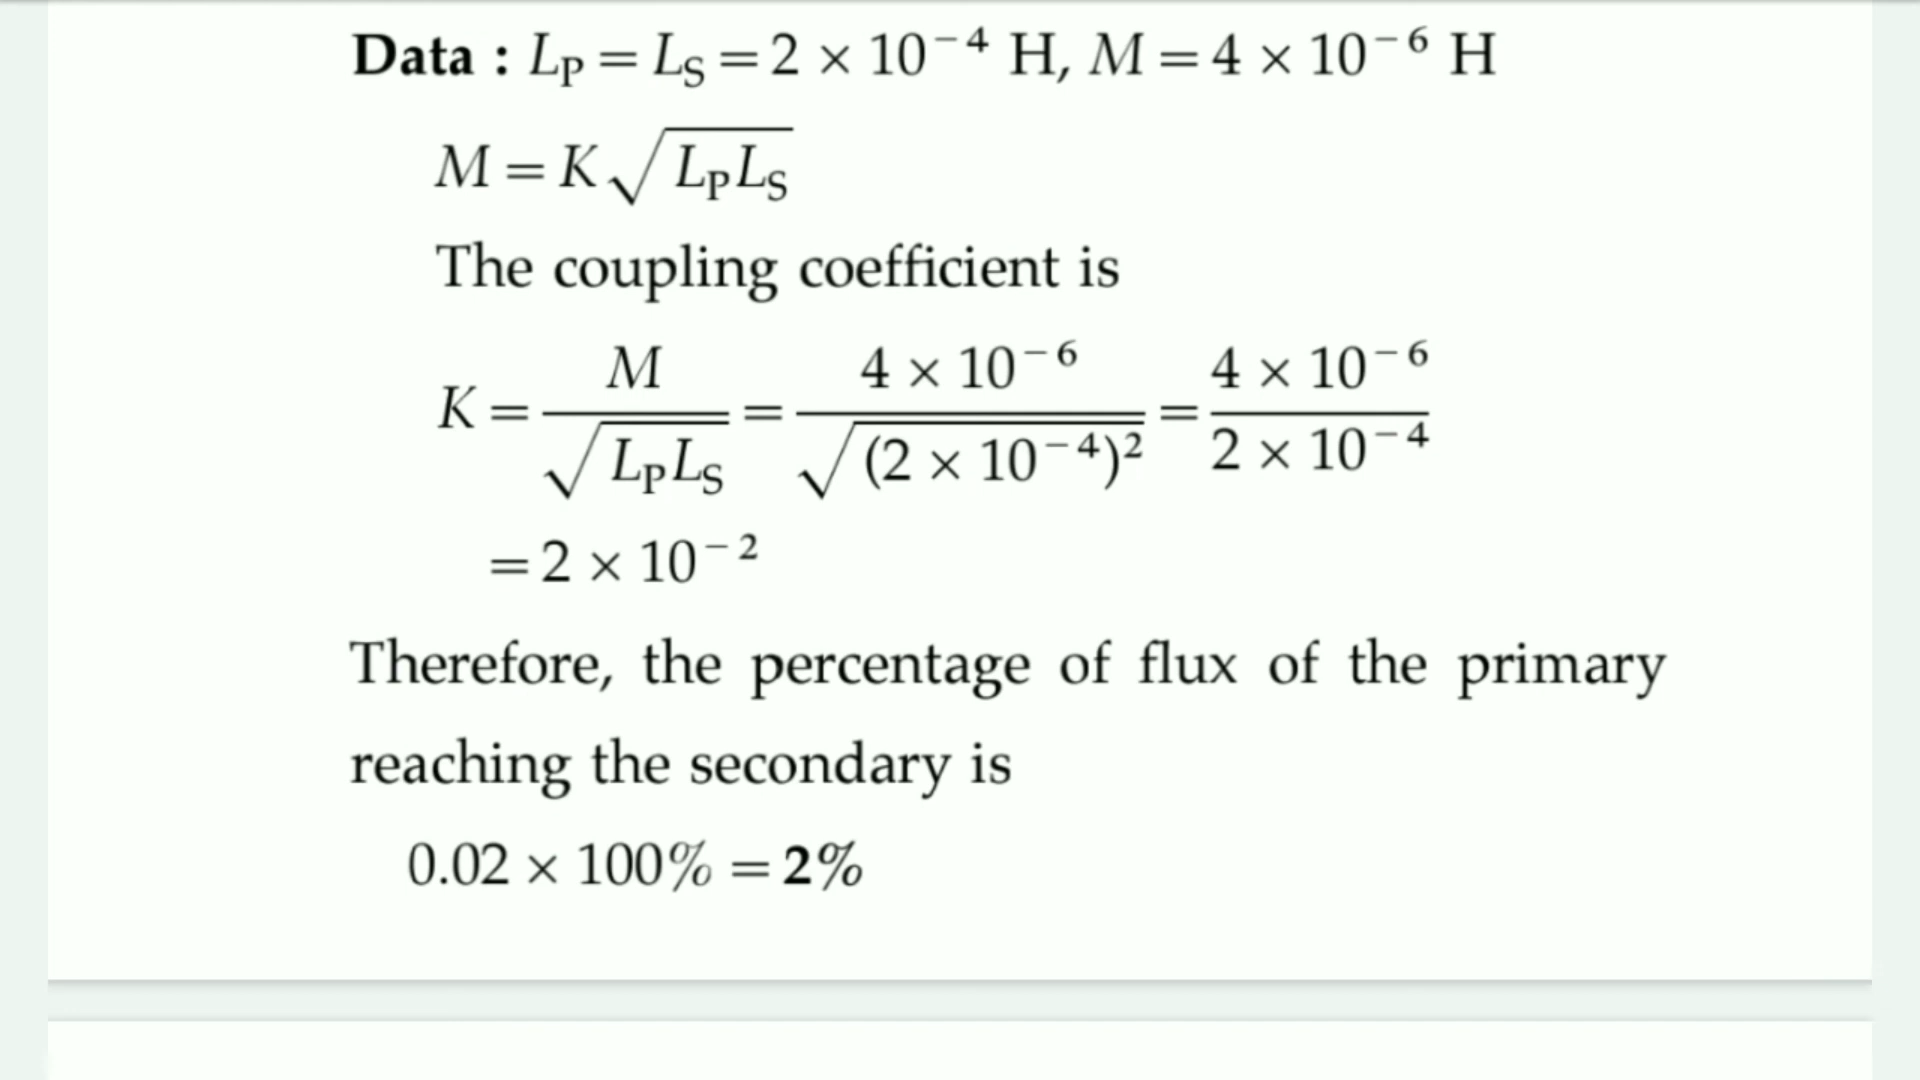 Data : L_P = L_S = 2 × 10⁻⁴ H, M = 4 × 10⁻⁶ H
M = K√(L_P L_S)
The coupling coefficient is
K = M / √(L_P L_S) = 4 × 10⁻⁶ / √((2 × 10⁻⁴)²) = 4 × 10⁻⁶ / 2 × 10⁻⁴
= 2 × 10⁻²
Therefore, the percentage of flux of the primary
reaching the secondary is
0.02 × 100% = 2%